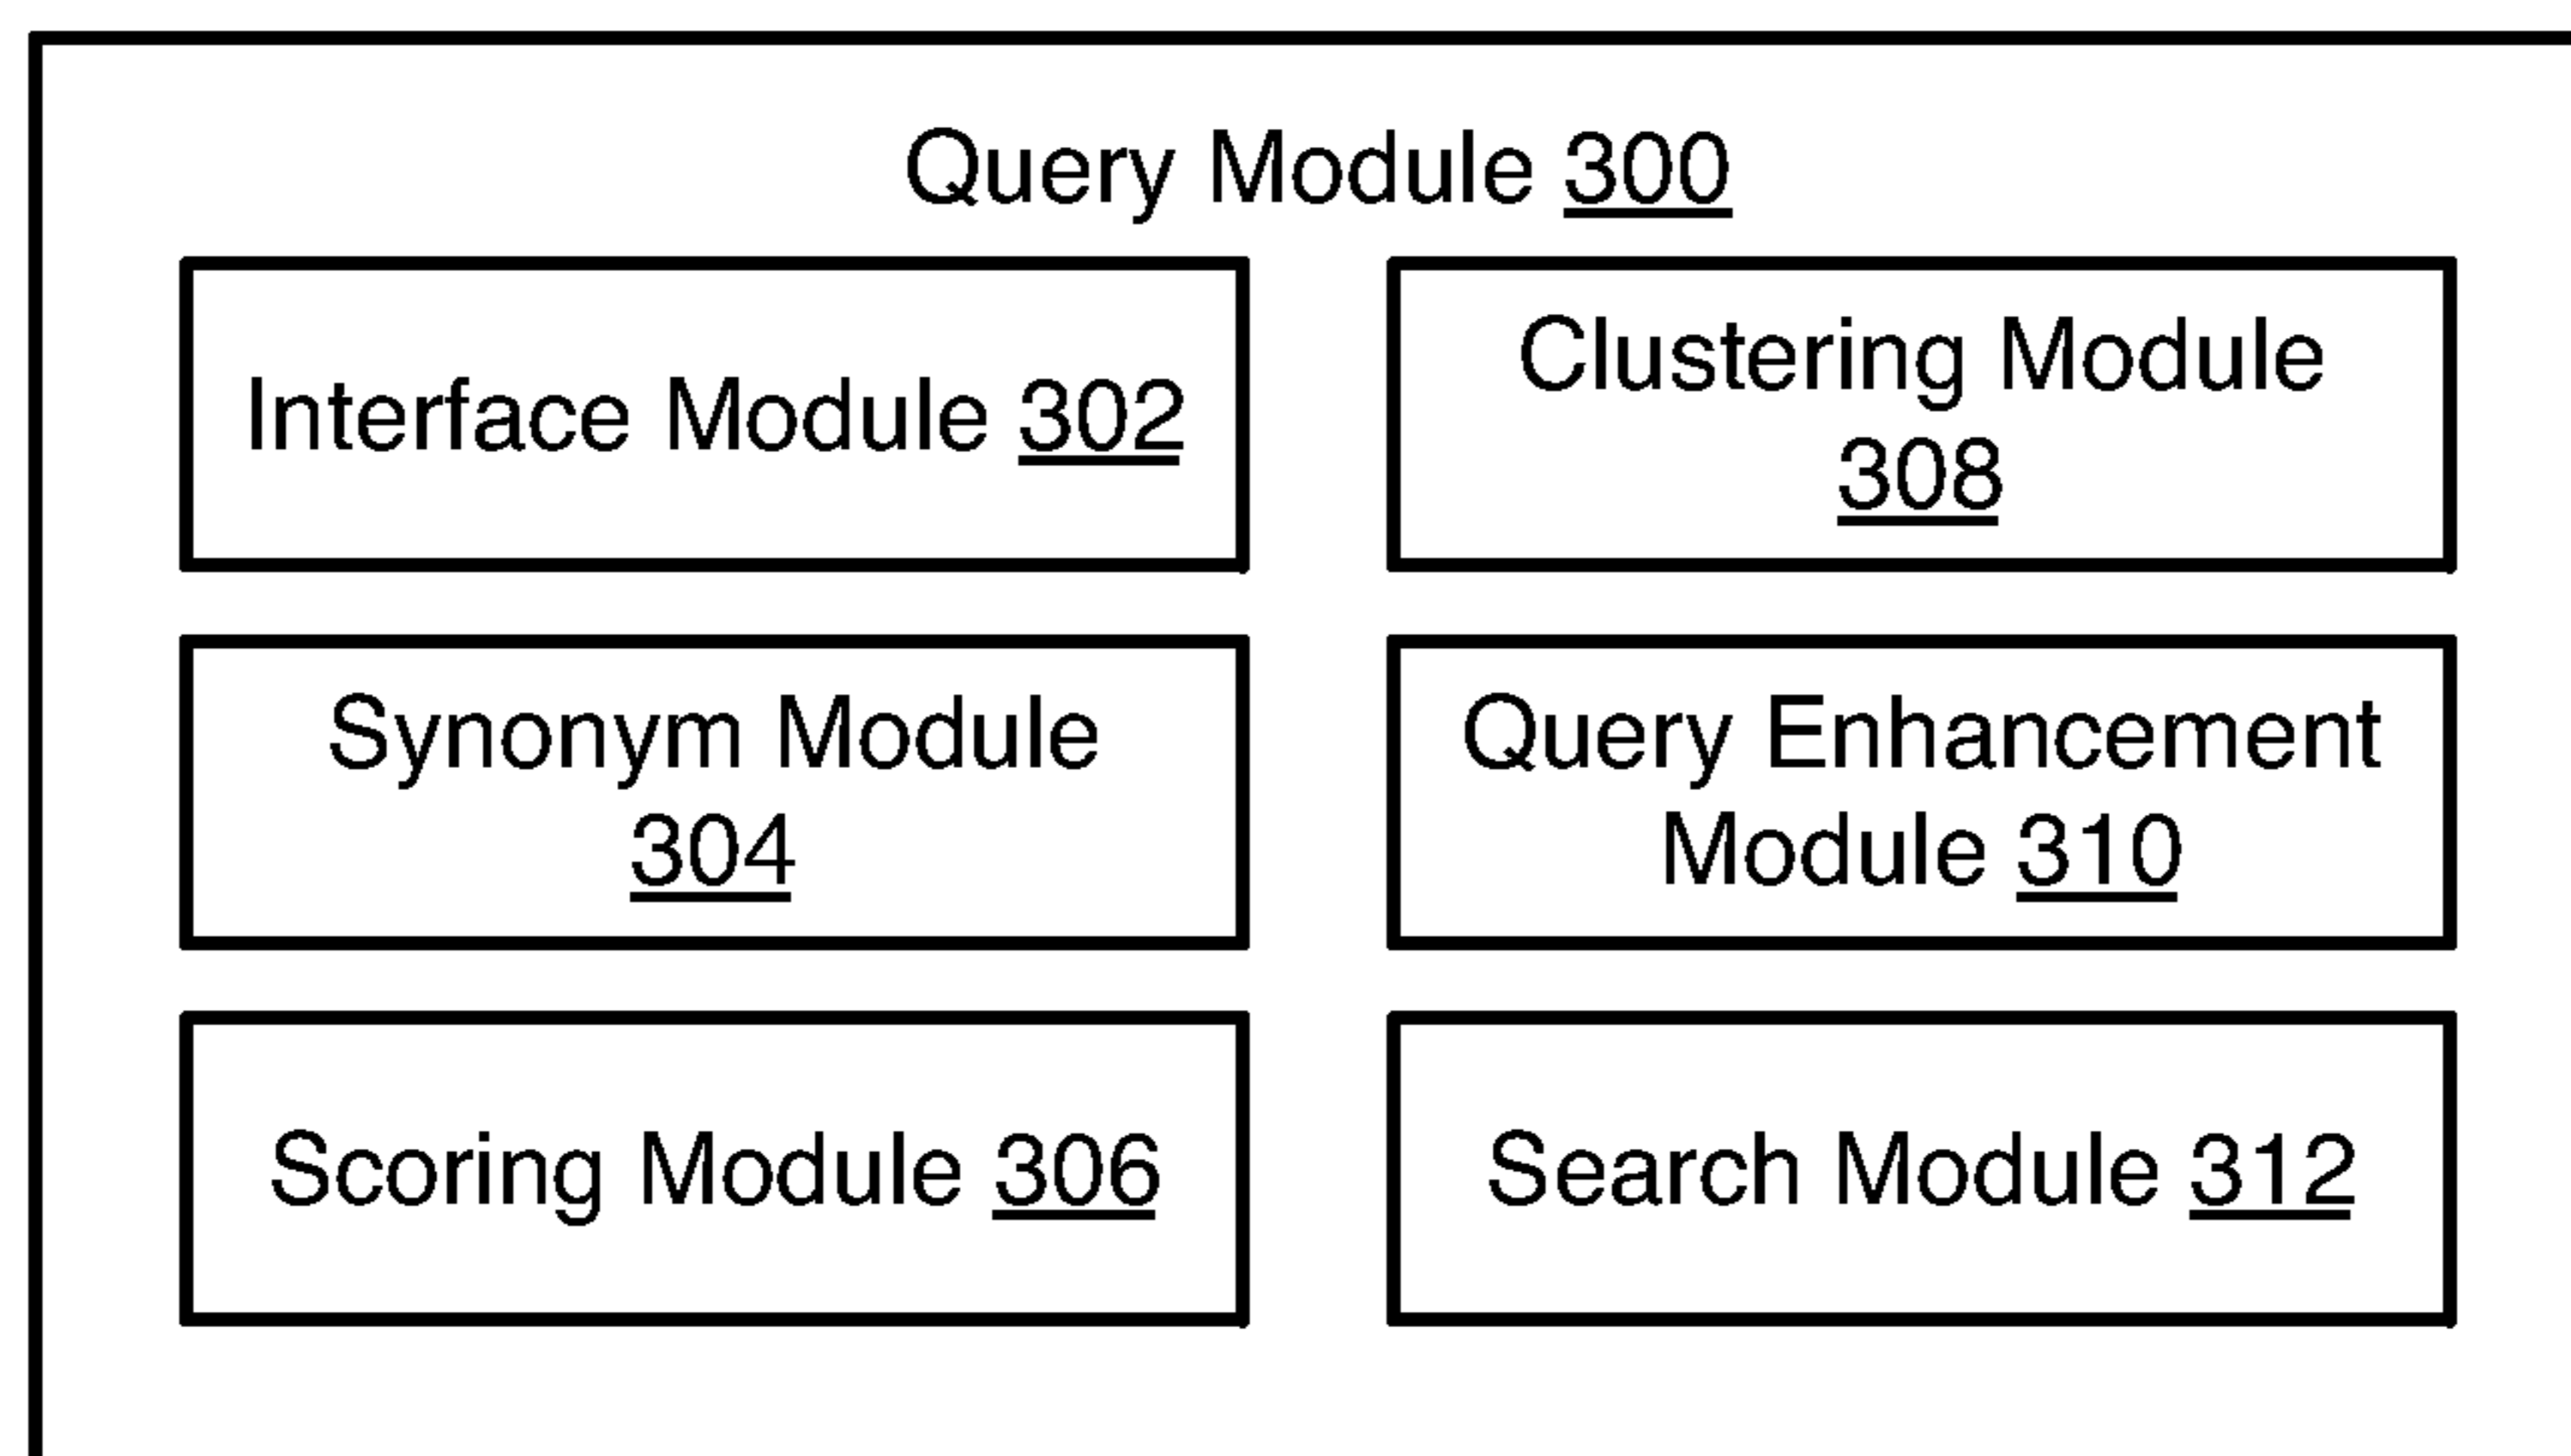 Query Module 300
Interface Module 302
Clustering Module
308
Synonym Module
304
Query Enhancement
Module 310
Scoring Module 306
Search Module 312